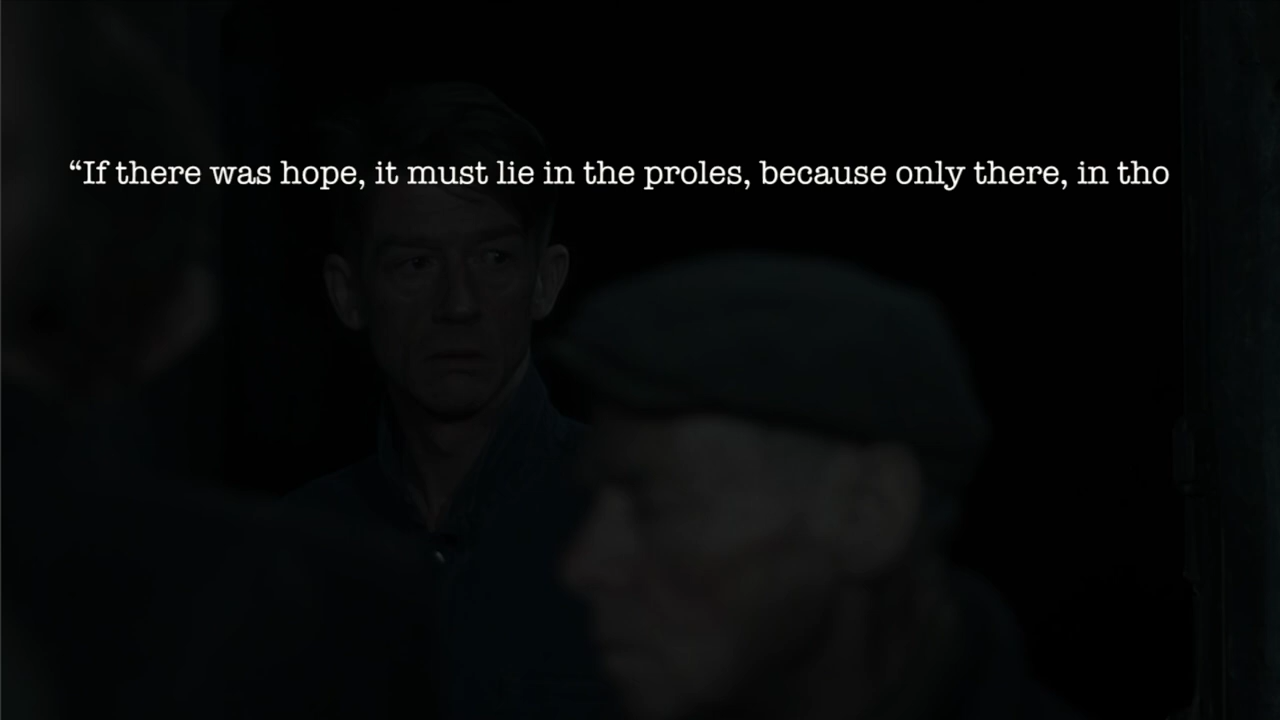 “If there was hope, it must lie in the proles, because only there, in tho